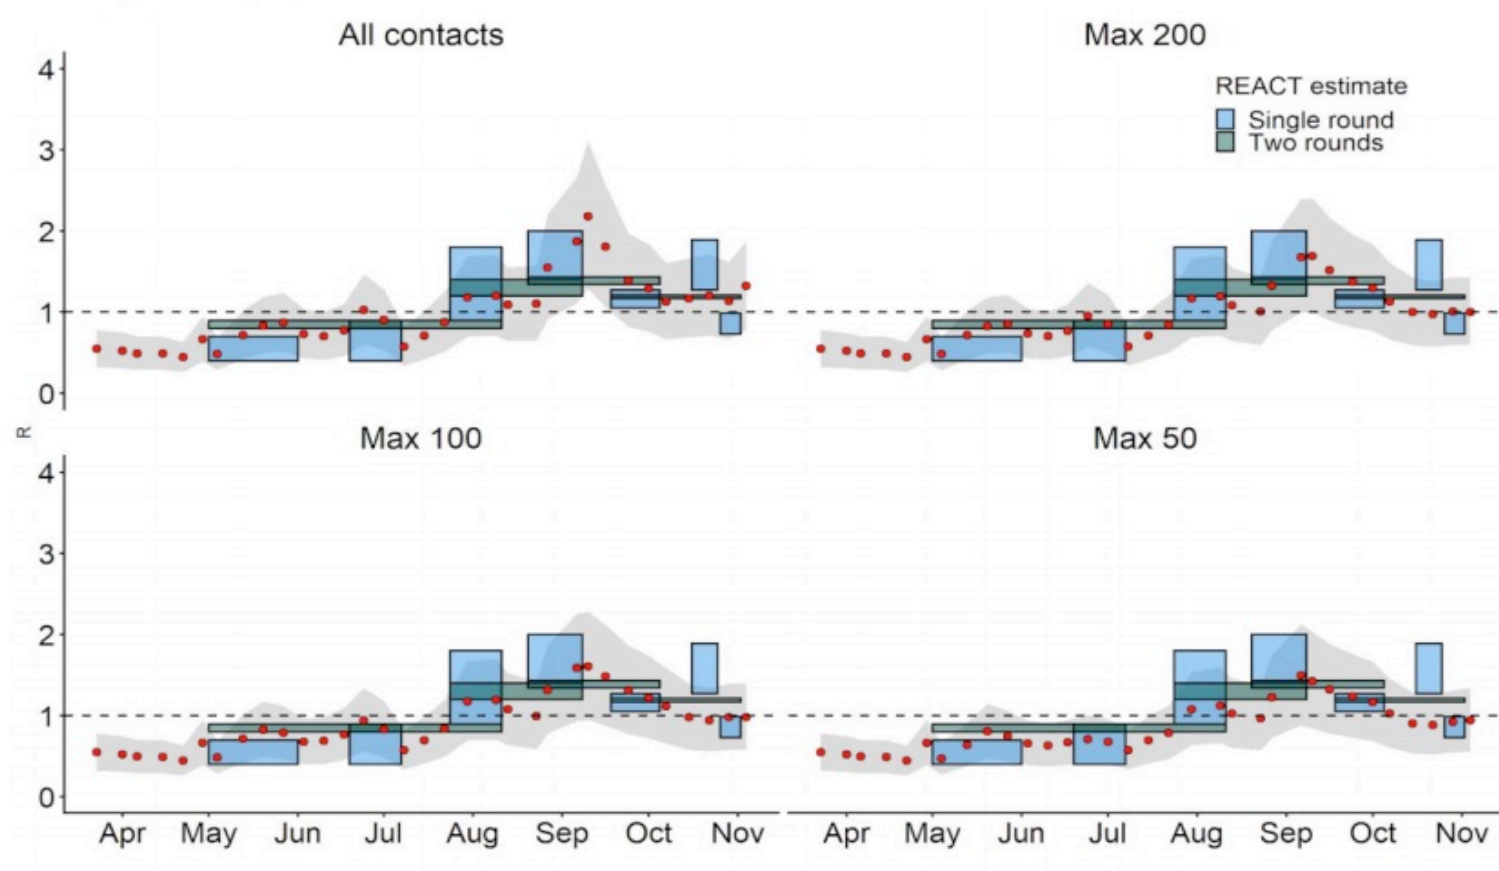 All contacts
Max 200
4
3
2
1
0
REACT estimate
Single round
Two rounds
R
Max 100
Max 50
4
3
2
1
0
Apr May Jun Jul Aug Sep Oct Nov
Apr May Jun Jul Aug Sep Oct Nov